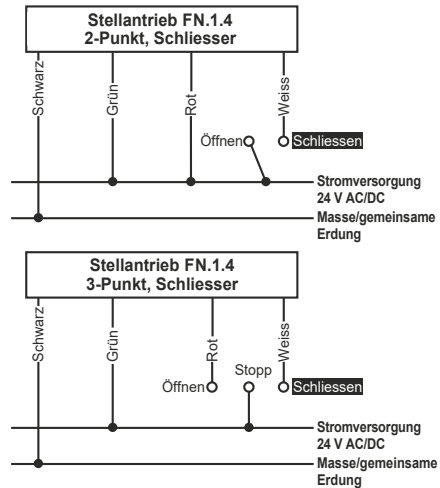 Stellantrieb FN.1.4
2-Punkt, Schliesser
Schwarz
Grün
Rot
Weiss
Öffnen
Schliessen
Stromversorgung
24 V AC/DC
Masse/gemeinsame
Erdung
Stellantrieb FN.1.4
3-Punkt, Schliesser
Schwarz
Grün
Rot
Weiss
Stopp
Öffnen
Schliessen
Stromversorgung
24 V AC/DC
Masse/gemeinsame
Erdung